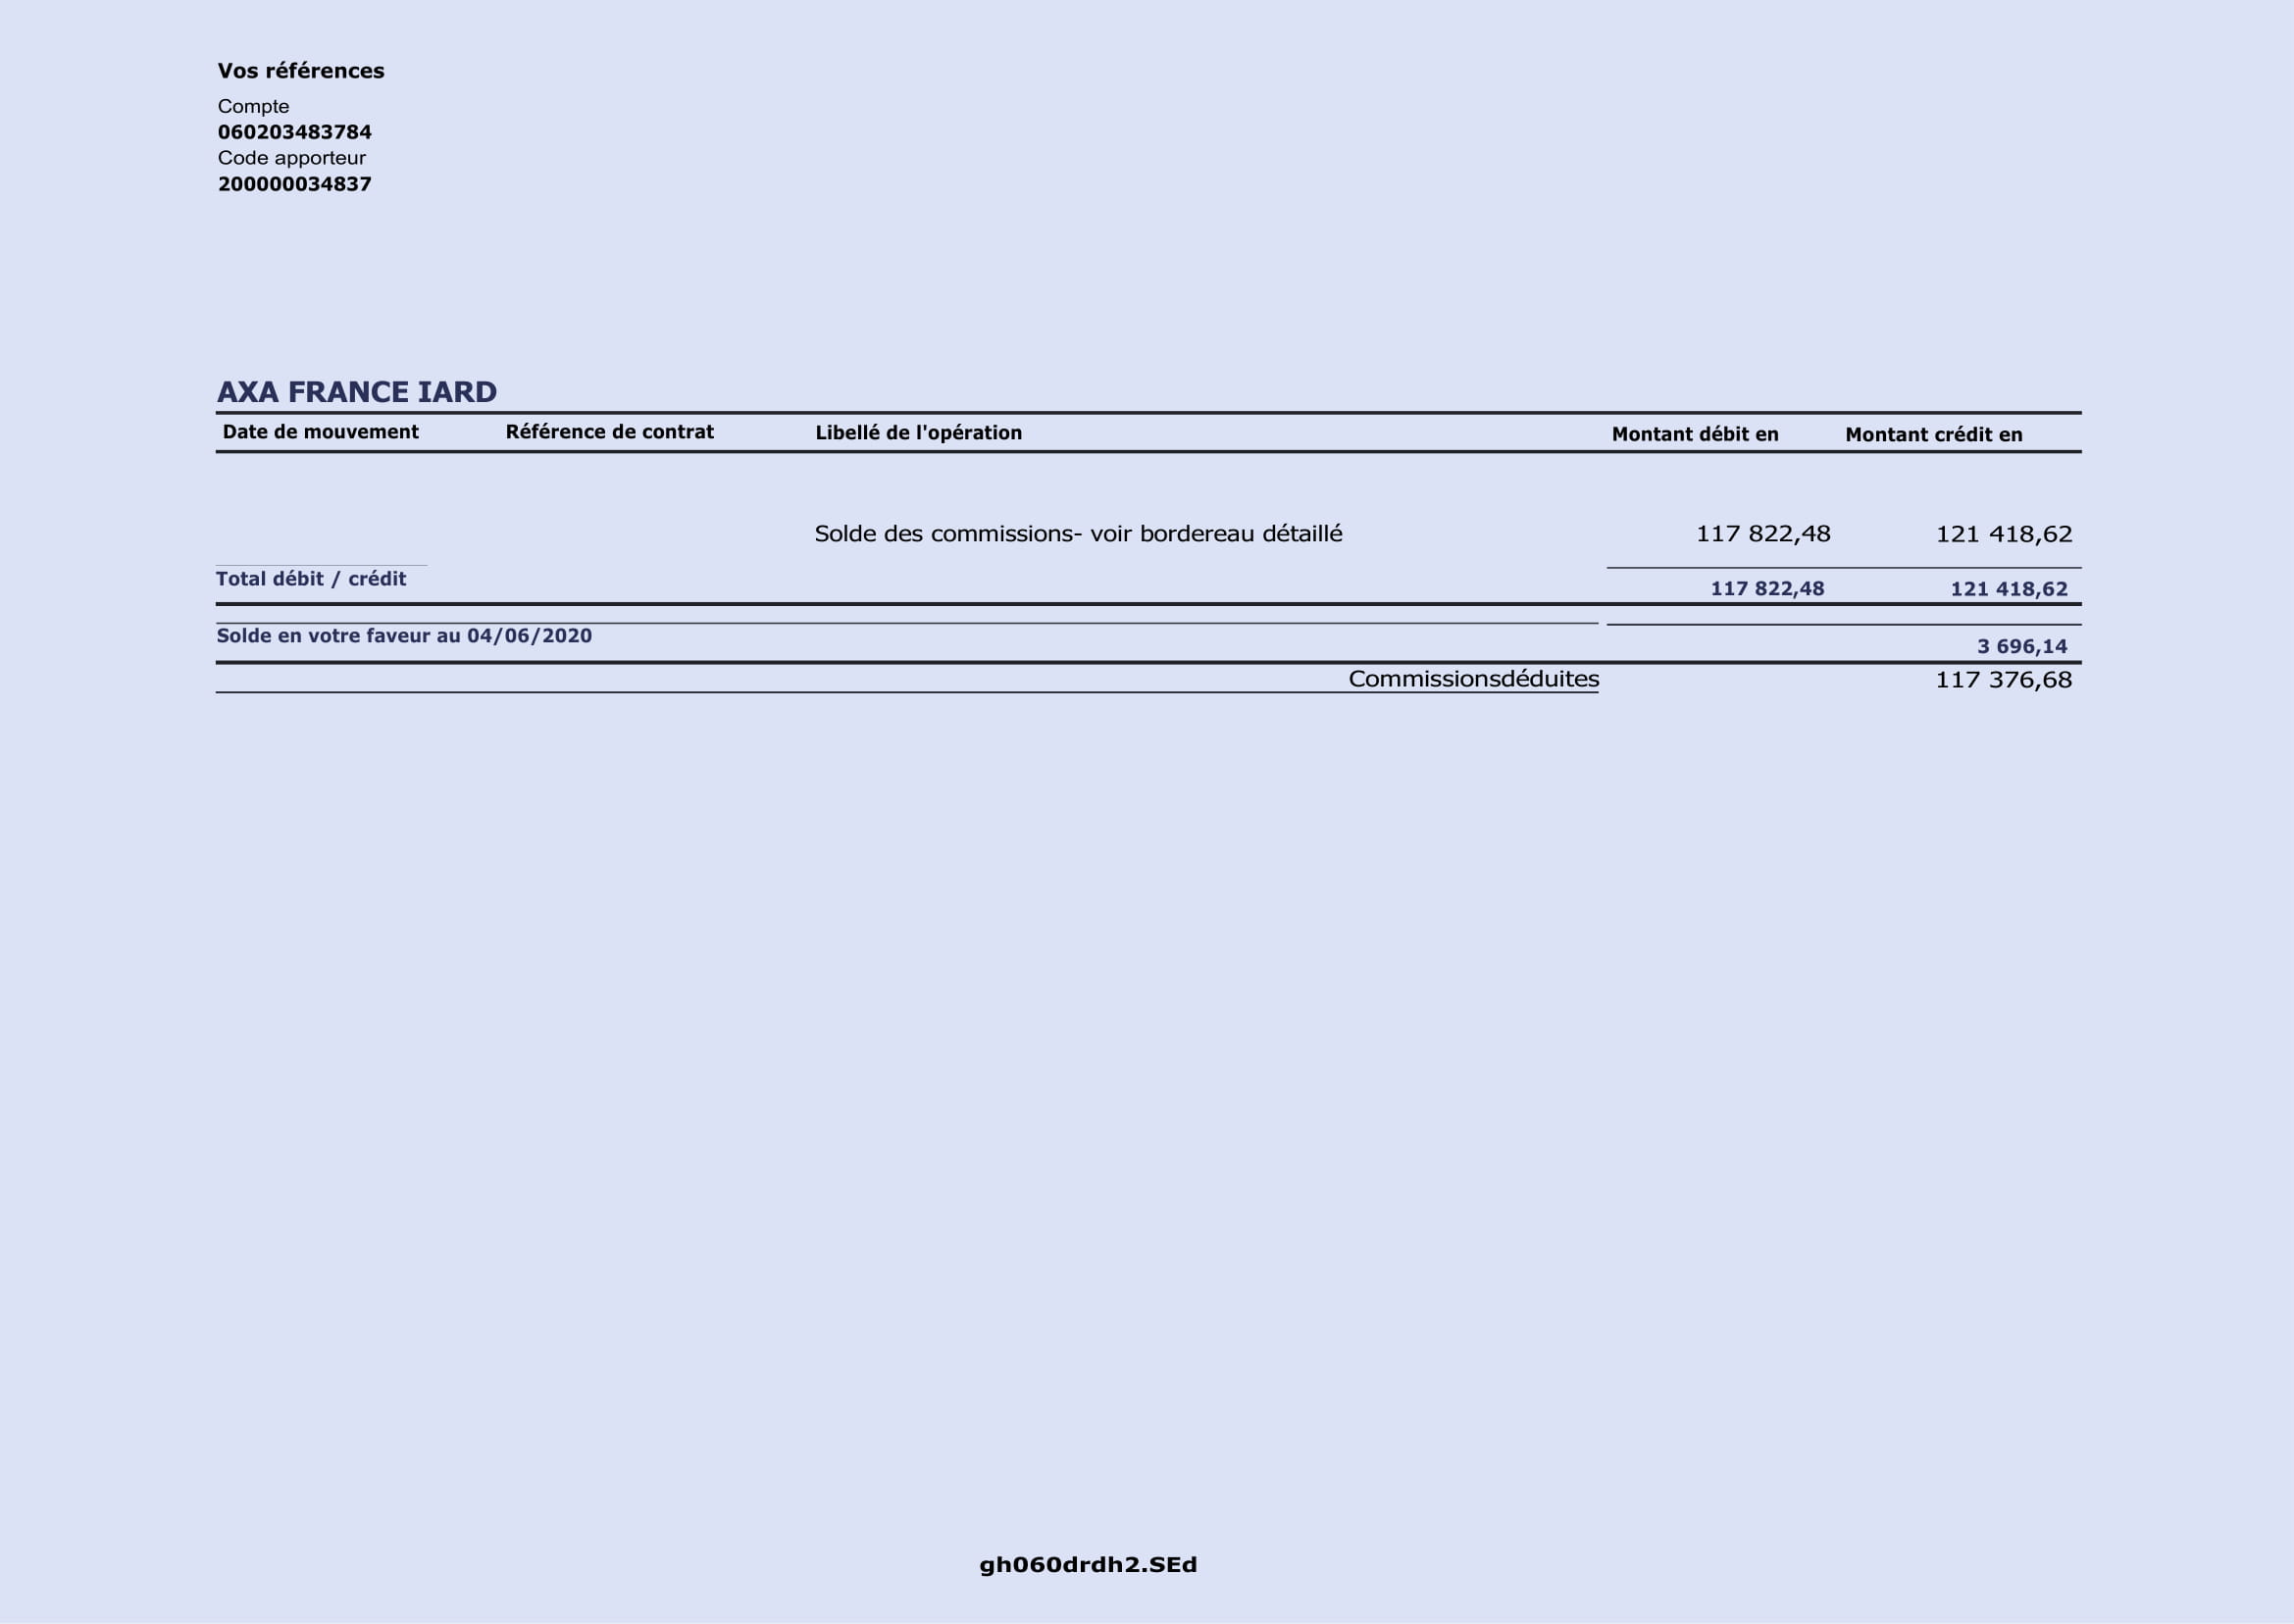 Vos références
Compte
060203483784
Code apporteur
200000034837
AXA FRANCE IARD
Date de mouvement Référence de contrat Libellé de l'opération Montant débit en Montant crédit en
Solde des commissions- voir bordereau détaillé 117 822,48 121 418,62
Total débit / crédit 117 822,48 121 418,62
Solde en votre faveur au 04/06/2020 3 696,14
Commissionsdéduites 117 376,68
gh060drdh2.SEd